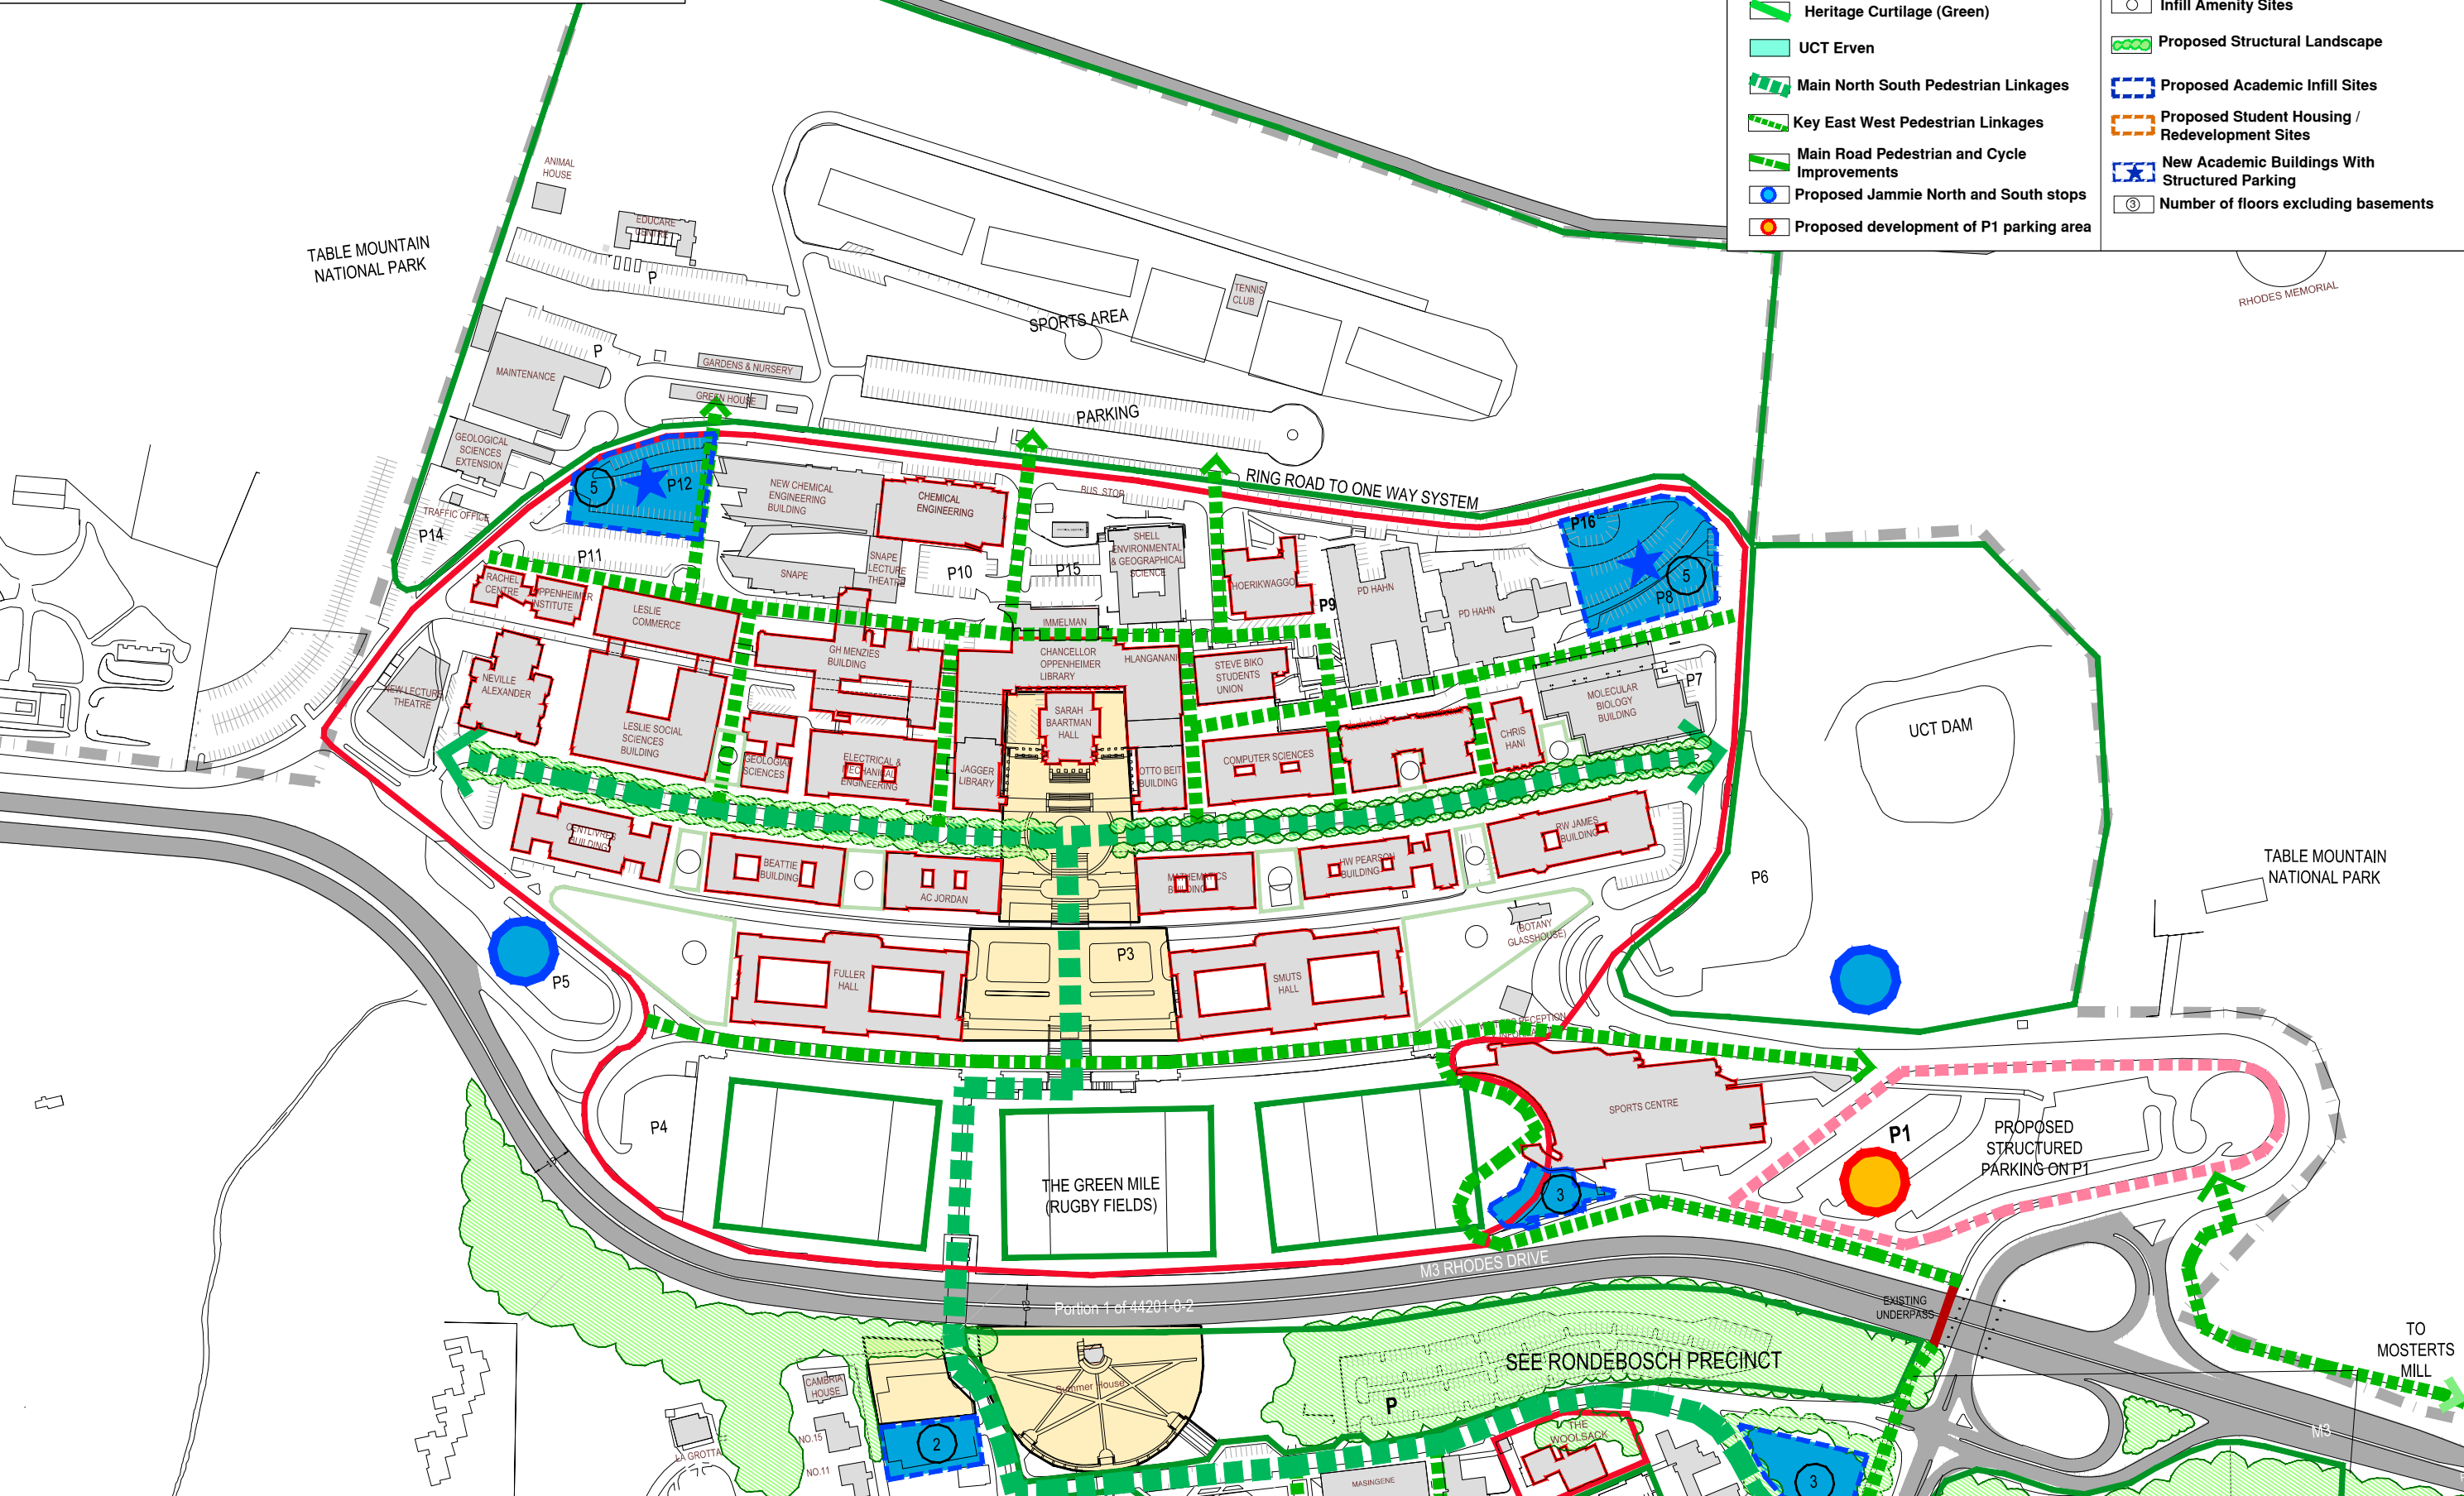 Heritage Curtilage (Green)
UCT Erven
Main North South Pedestrian Linkages
Key East West Pedestrian Linkages
Main Road Pedestrian and Cycle
Improvements
Proposed Jammie North and South stops
Proposed development of P1 parking area
Infill Amenity Sites
Proposed Structural Landscape
Proposed Academic Infill Sites
Proposed Student Housing /
Redevelopment Sites
New Academic Buildings With
Structured Parking
3
Number of floors excluding basements
RHODES MEMORIAL
ANIMAL
HOUSE
EDUCARE
CENTRE
TABLE MOUNTAIN
NATIONAL PARK
P
TENNIS
CLUB
SPORTS AREA
P
MAINTENANCE
GARDENS & NURSERY
GREEN HOUSE
PARKING
GEOLOGICAL
SCIENCES
EXTENSION
RING ROAD TO ONE WAY SYSTEM
5
P12
NEW CHEMICAL
ENGINEERING
BUILDING
CHEMICAL
ENGINEERING
BUS STOP
TRAFFIC OFFICE
P14
P16
P11
SNAPE
SNAPE
LECTURE
THEATRE
P10
P15
SHELL
ENVIRONMENTAL
& GEOGRAPHICAL
SCIENCE
HOERIKWAGGO
P9
PD HAHN
PD HAHN
5
P8
RACHEL
CENTRE
OPPENHEIMER
INSTITUTE
LESLIE
COMMERCE
IMMELMAN
GH MENZIES
BUILDING
CHANCELLOR
OPPENHEIMER
LIBRARY
HLANGANANI
STEVE BIKO
STUDENTS
UNION
P7
MOLECULAR
BIOLOGY
BUILDING
NEW LECTURE
THEATRE
NEVILLE
ALEXANDER
LESLIE SOCIAL
SCIENCES
BUILDING
SARAH
BAARTMAN
HALL
UCT DAM
CHRIS
HANI
GEOLOGIAL
SCIENCES
ELECTRICAL &
MECHANICAL
ENGINEERING
JAGGER
LIBRARY
OTTO BEIT
BUILDING
COMPUTER SCIENCES
CENTLIVRES
BUILDING
BEATTIE
BUILDING
AC JORDAN
MATHEMATICS
BUILDING
HW PEARSON
BUILDING
RW JAMES
BUILDING
TABLE MOUNTAIN
NATIONAL PARK
P6
(BOTANY
GLASSHOUSE)
P5
FULLER
HALL
P3
SMUTS
HALL
RECEPTION
SPORTS CENTRE
P4
P1
PROPOSED
STRUCTURED
PARKING ON P1
THE GREEN MILE
(RUGBY FIELDS)
3
M3 RHODES DRIVE
Portion 1 of 44201-0-2
EXISTING
UNDERPASS
TO
MOSTERTS
MILL
SEE RONDEBOSCH PRECINCT
P
CAMBRIA
HOUSE
Summer House
NO.15
LA GROTTA
NO.11
2
THE
WOOLSACK
MASINGENE
3
M3